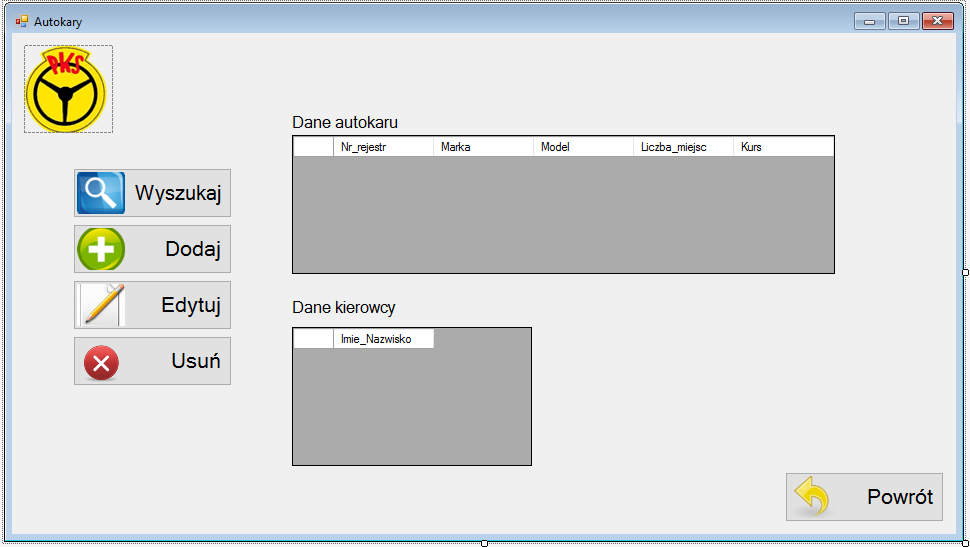 Autokary
PKS
Dane autokaru
Nr_rejestr Marka Model Liczba_miejsc Kurs
Wyszukaj
Dodaj
Edytuj
Usuń
Dane kierowcy
Imie_Nazwisko
Powrót